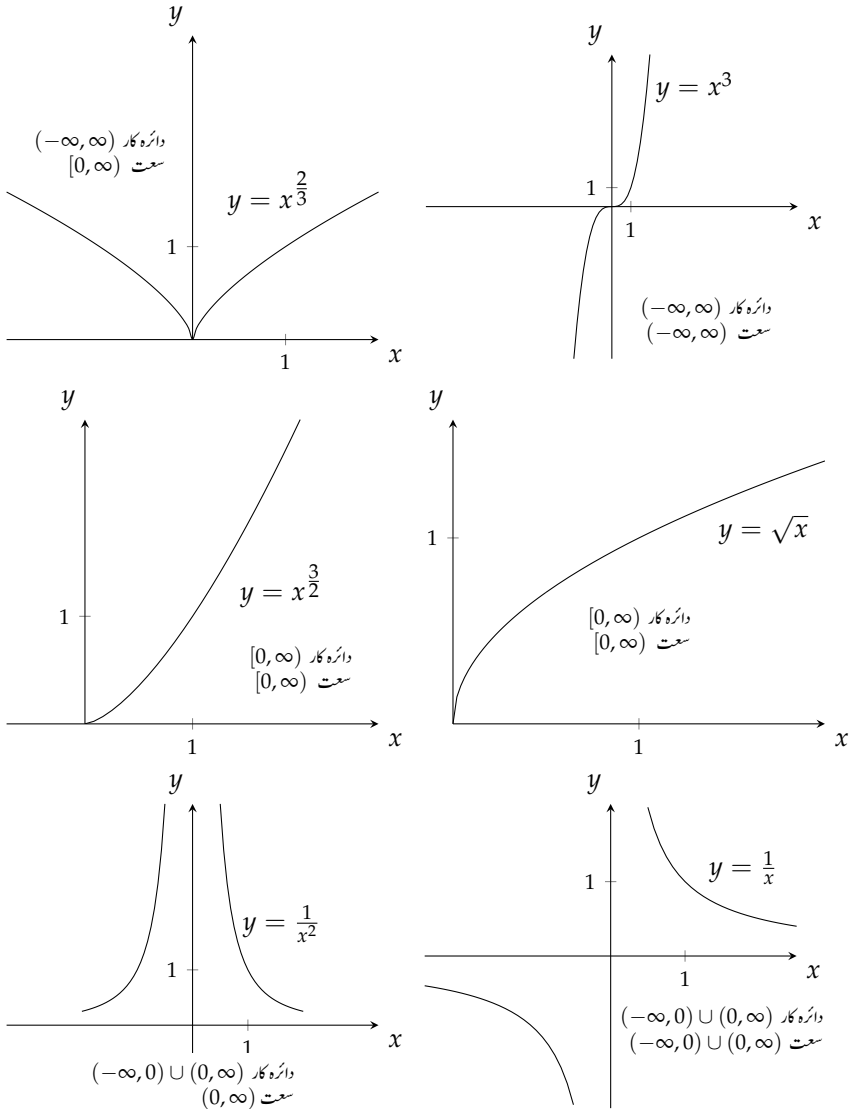 y
دائرہ کار (−∞, ∞)
سعت [0, ∞)
y = x^{2/3}
1
1
x
y
y = x³
1
1
x
دائرہ کار (−∞, ∞)
سعت (−∞, ∞)
y
y = x^{3/2}
1
دائرہ کار [0, ∞)
سعت [0, ∞)
1
x
y
1
y = √x
دائرہ کار [0, ∞)
سعت [0, ∞)
1
x
y
y = 1/x²
1
x
1
دائرہ کار (−∞, 0) ∪ (0, ∞)
سعت (0, ∞)
y
1
y = 1/x
x
1
دائرہ کار (−∞, 0) ∪ (0, ∞)
سعت (−∞, 0) ∪ (0, ∞)